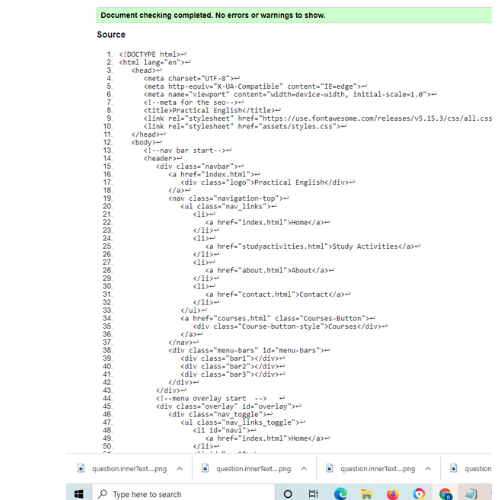 Document checking completed. No errors or warnings to show.
Source
1. <!DOCTYPE html>↩
2. <html lang="en">↩
3. <head>↩
4. <meta charset="UTF-8">↩
5. <meta http-equiv="X-UA-Compatible" content="IE=edge">↩
6. <meta name="viewport" content="width=device-width, initial-scale=1.0">↩
7. <!--meta for the seo-->↩
8. <title>Practical English</title>↩
9. <link rel="stylesheet" href="https://use.fontawesome.com/releases/v5.15.3/css/all.css
10. <link rel="stylesheet" href="assets/styles.css">↩
11. </head>↩
12. <body>↩
13. <!--nav bar start-->↩
14. <header>↩
15. <div class="navbar">↩
16. <a href="index.html">↩
17. <div class="logo">Practical English</div>↩
18. </a>↩
19. <nav class="navigation-top">↩
20. <ul class="nav_links">↩
21. <li>↩
22. <a href="index.html">Home</a>↩
23. </li>↩
24. <li>↩
25. <a href="studyactivities.html">Study Activities</a>↩
26. </li>↩
27. <li>↩
28. <a href="about.html">About</a>↩
29. </li>↩
30. <li>↩
31. <a href="contact.html">Contact</a>↩
32. </li>↩
33. </ul>↩
34. <a href="courses.html" class="Courses-Button">↩
35. <div class="Course-button-style">Courses</div>↩
36. </a>↩
37. </nav>↩
38. <div class="menu-bars" id="menu-bars">↩
39. <div class="bar1"></div>↩
40. <div class="bar2"></div>↩
41. <div class="bar3"></div>↩
42. </div>↩
43. </div>↩
44. <!--menu overlay start --> ↩
45. <div class="overlay" id="overlay">↩
46. <div class="nav_toggle">↩
47. <ul class="nav_links_toggle">↩
48. <li id="nav1">↩
49. <a href="index.html">Home</a>↩
50. </li>↩
question.innerText....png question.innerText....png question.innerText....png question.innerText
Type here to search